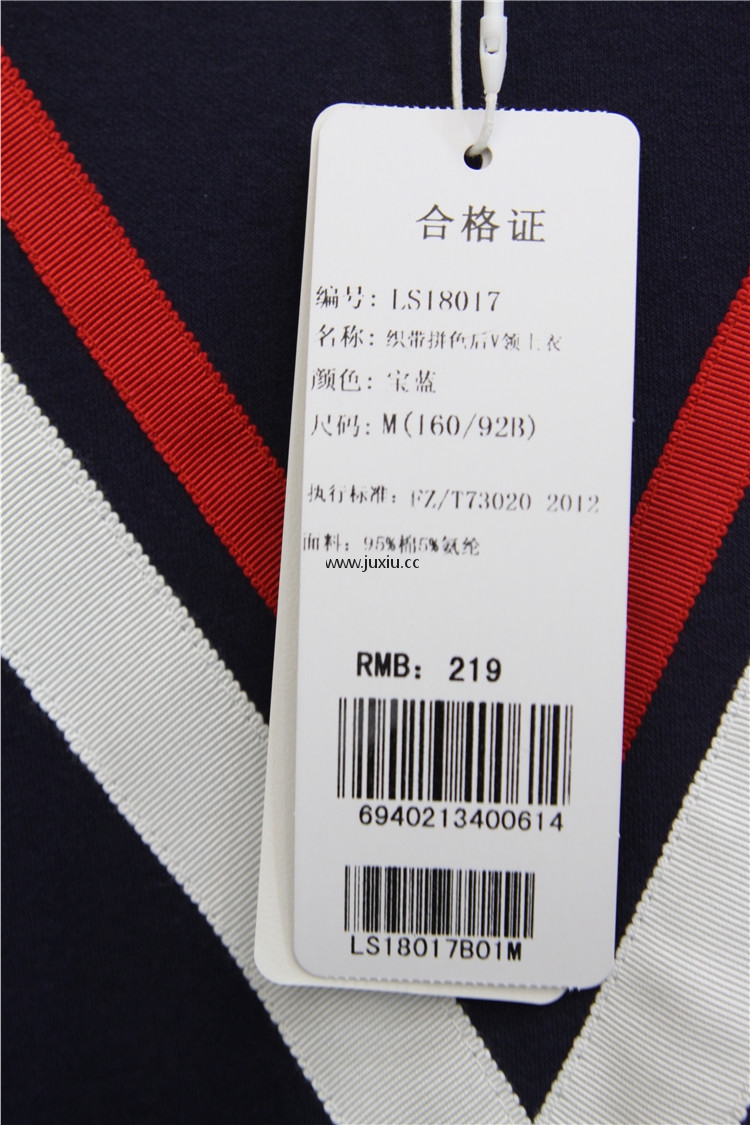 合格证
编号: LS18017
名称: 织带拼色后V领上衣
颜色: 宝蓝
尺码: M(160/92B)
执行标准: FZ/T73020 2012
面料: 95%棉5%氨纶
www.juxiu.cc
RMB: 219
6940213400614
LS18017B01M